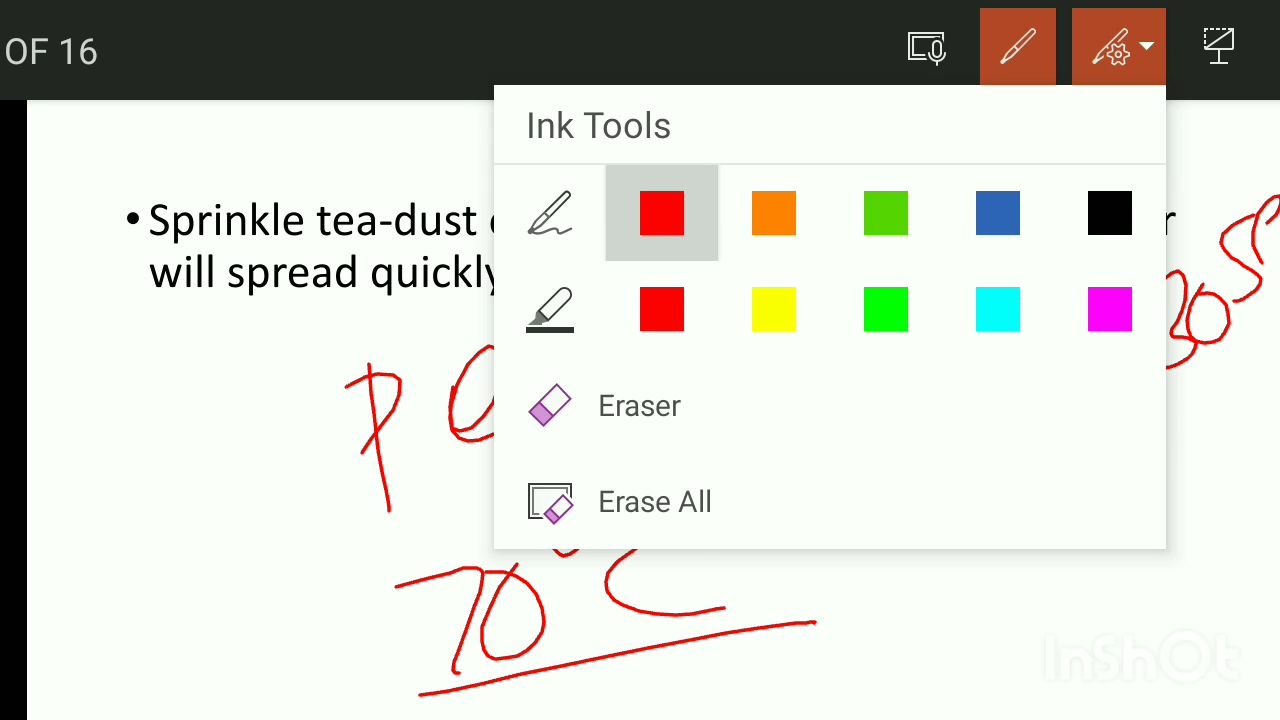 OF 16
Ink Tools
• Sprinkle tea-dust
will spread quickly
Eraser
Erase All
P
70°C
InShOt